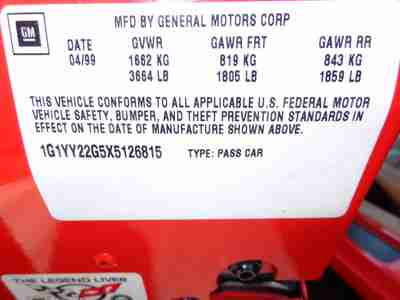 MFD BY GENERAL MOTORS CORP
GM
DATE GVWR GAWR FRT GAWR RR
04/99 1662 KG 819 KG 843 KG
3664 LB 1805 LB 1859 LB
THIS VEHICLE CONFORMS TO ALL APPLICABLE U.S. FEDERAL MOTOR
VEHICLE SAFETY, BUMPER, AND THEFT PREVENTION STANDARDS IN
EFFECT ON THE DATE OF MANUFACTURE SHOWN ABOVE.
1G1YY22G5X5126815 TYPE: PASS CAR
THE LEGEND LIVES